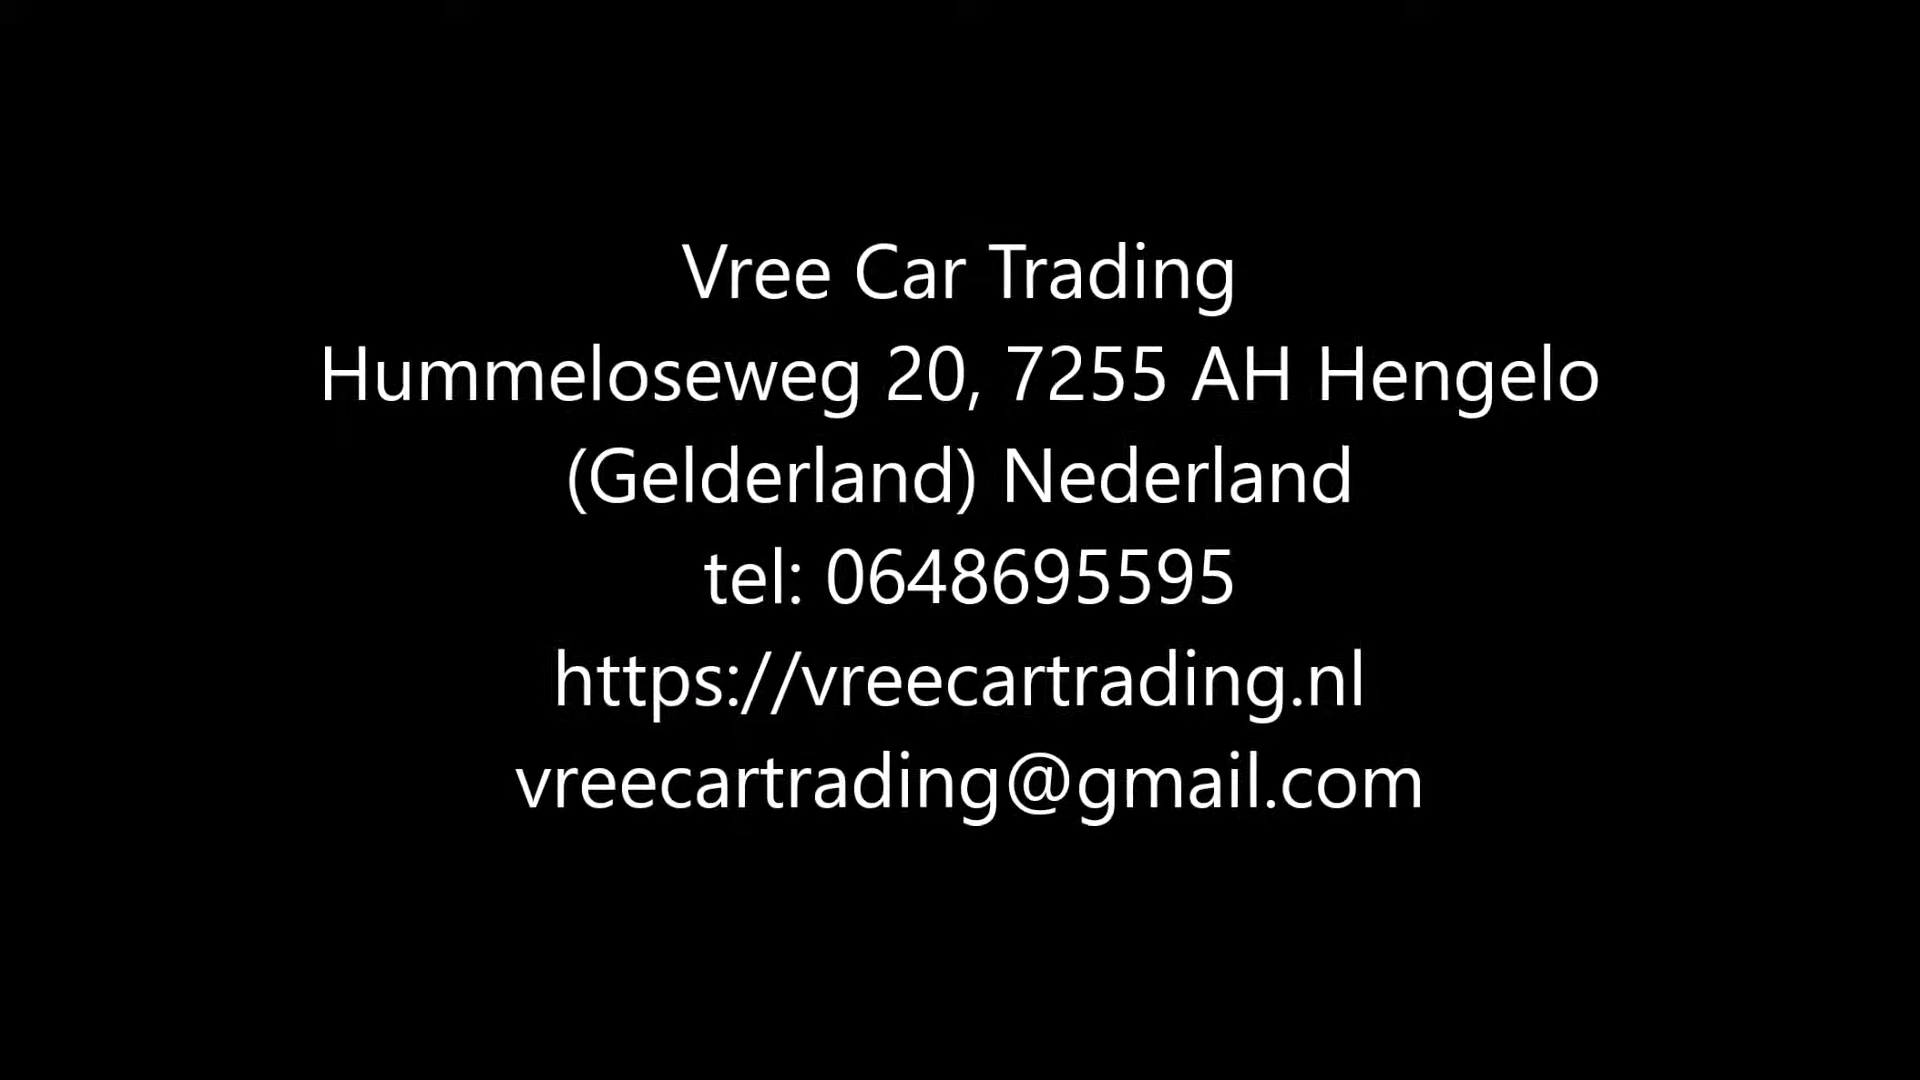 Vree Car Trading
Hummeloseweg 20, 7255 AH Hengelo
(Gelderland) Nederland
tel: 0648695595
https://vreecartrading.nl
vreecartrading@gmail.com